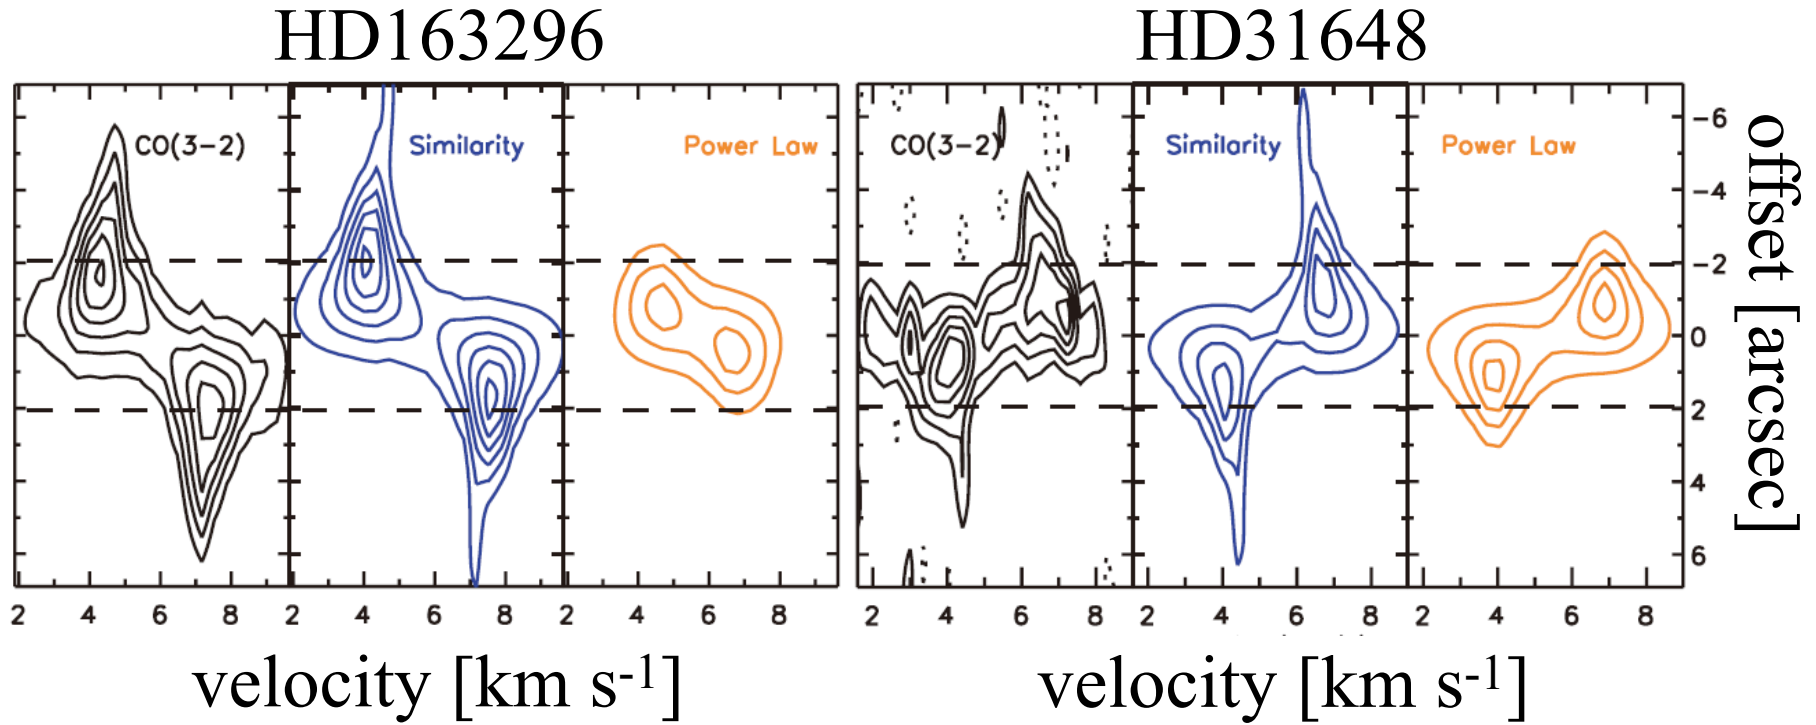 HD163296 HD31648
CO(3-2) Similarity Power Law CO(3-2) Similarity Power Law
-6
-4
-2
0
2
4
6
offset [arcsec]
2 4 6 8 2 4 6 8 2 4 6 8 2 4 6 8 2 4 6 8 2 4 6 8
velocity [km s-1] velocity [km s-1]